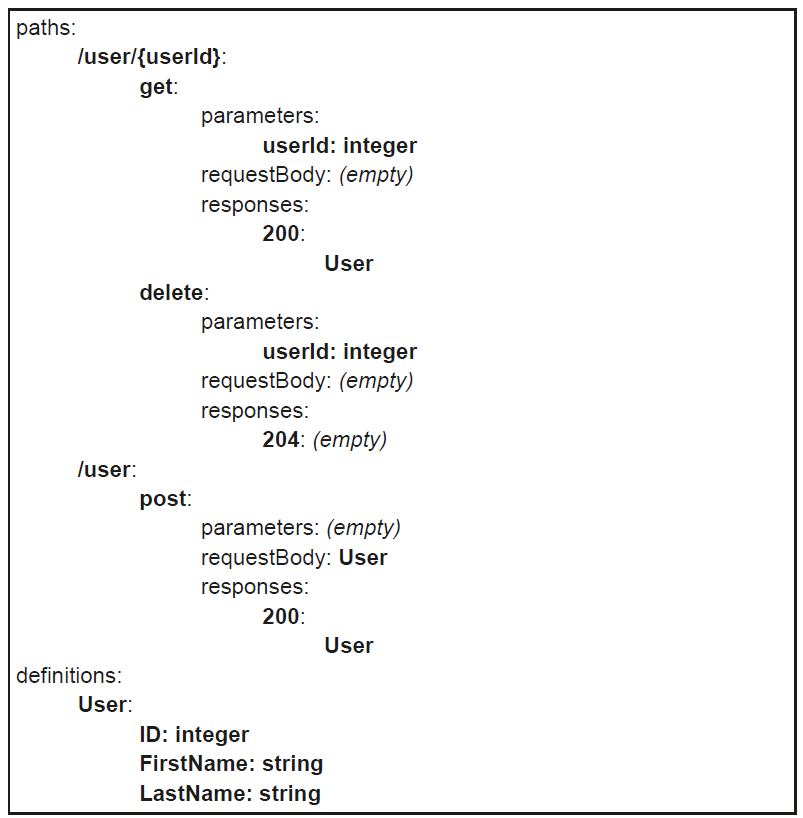 paths:
/user/{userId}:
get:
parameters:
userId: integer
requestBody: (empty)
responses:
200:
User
delete:
parameters:
userId: integer
requestBody: (empty)
responses:
204: (empty)
/user:
post:
parameters: (empty)
requestBody: User
responses:
200:
User
definitions:
User:
ID: integer
FirstName: string
LastName: string